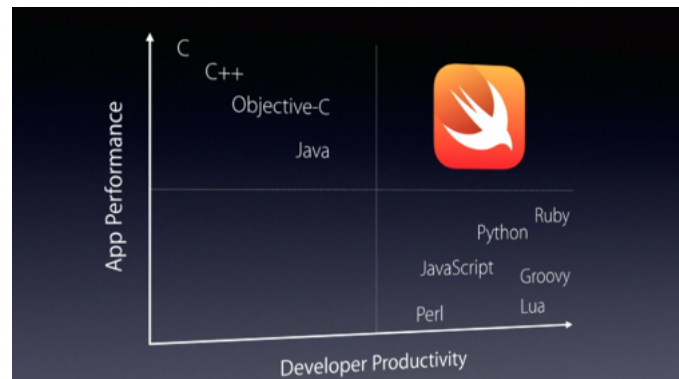 C
C++
Objective-C
Java
Ruby
Python
JavaScript
Groovy
Perl
Lua
App Performance
Developer Productivity